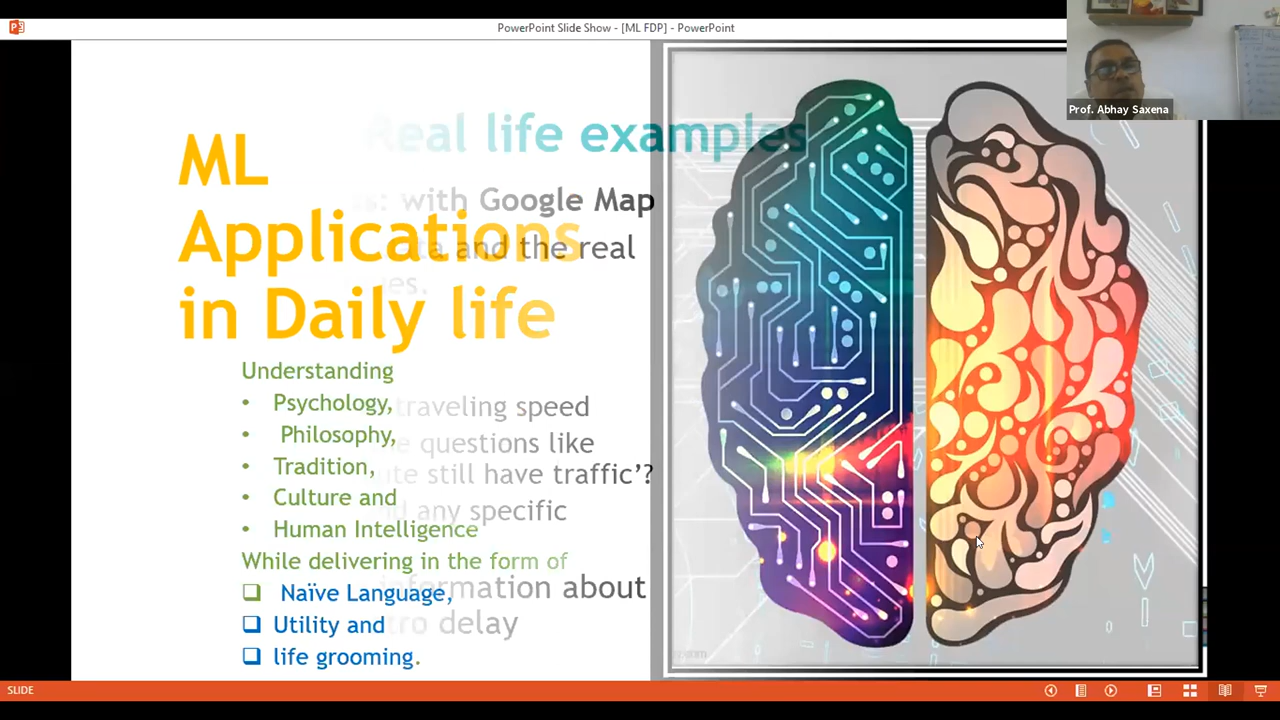 PowerPoint Slide Show - [ML FDP] - PowerPoint
Prof. Abhay Saxena
Real life examples
ML
Applications
in Daily life
with Google Map
and the real
Understanding
• Psychology,
• Philosophy,
• Tradition,
• Culture and
• Human Intelligence
While delivering in the form of
❑ Naïve Language,
❑ Utility and
❑ life grooming.
traveling speed
questions like
still have traffic’?
any specific
information about
delay
SLIDE